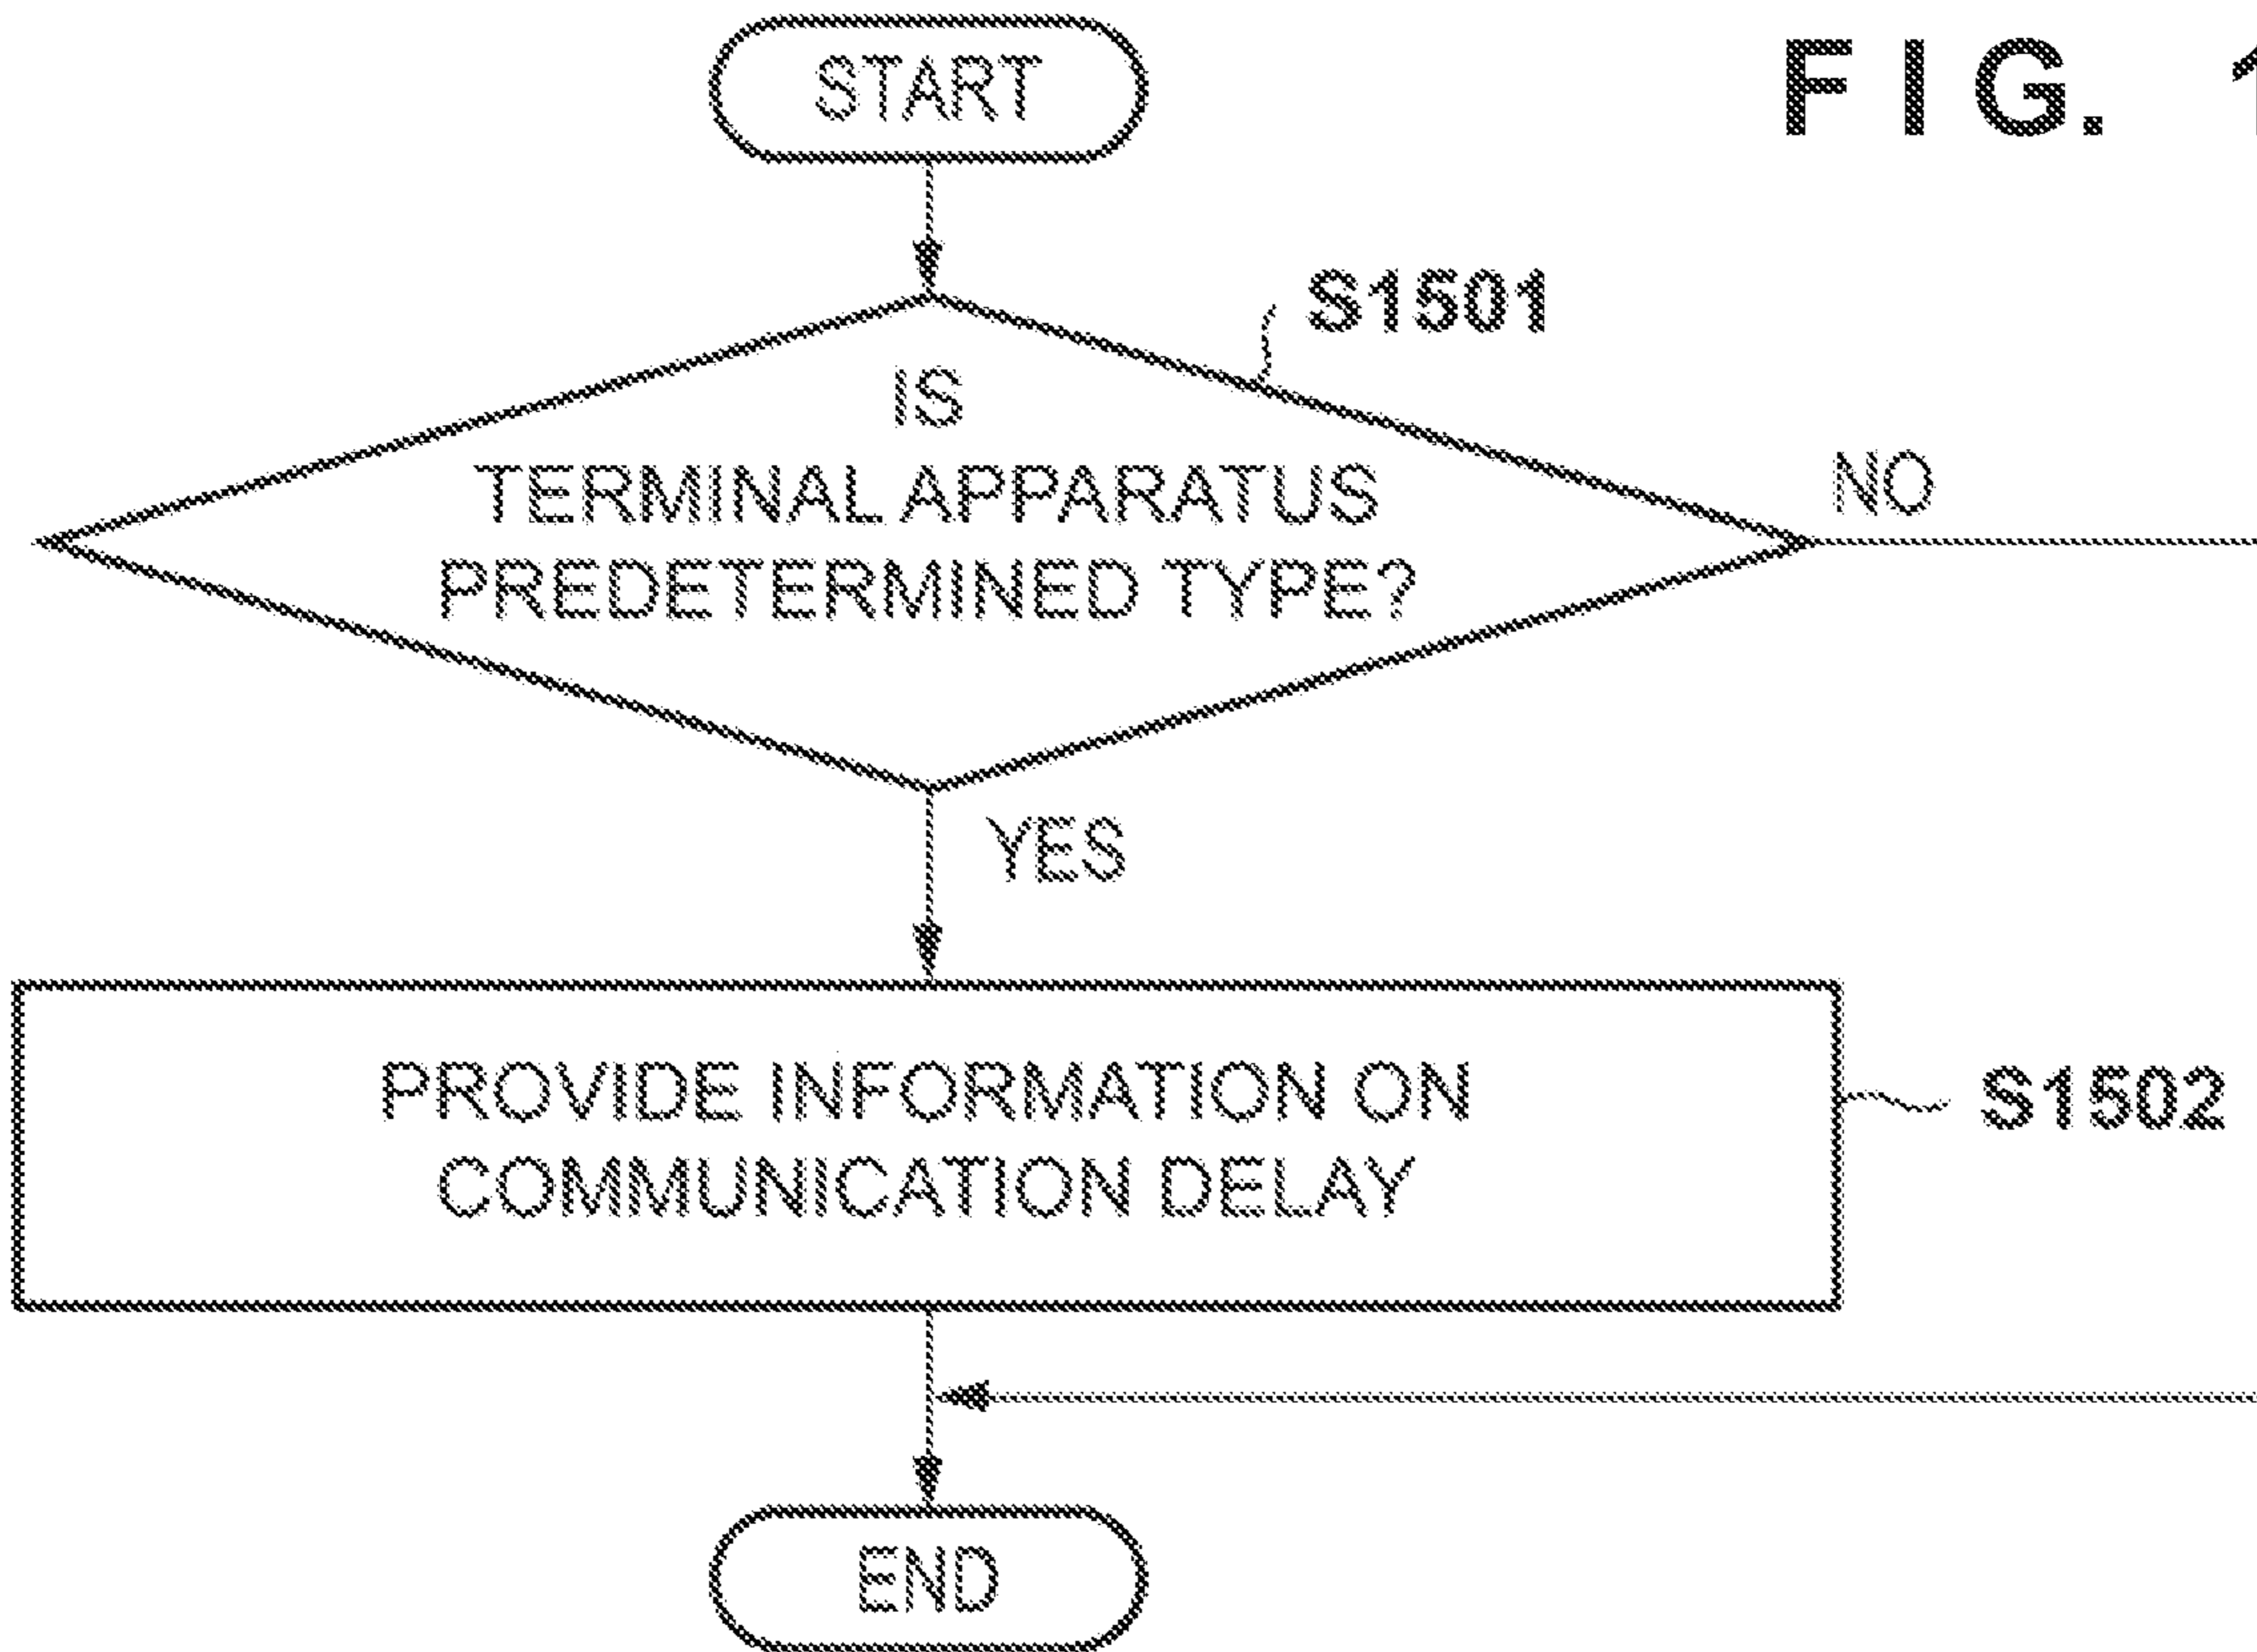 START
FIG. 1
S1501
IS
TERMINAL APPARATUS
PREDETERMINED TYPE?
NO
YES
PROVIDE INFORMATION ON
COMMUNICATION DELAY
S1502
END